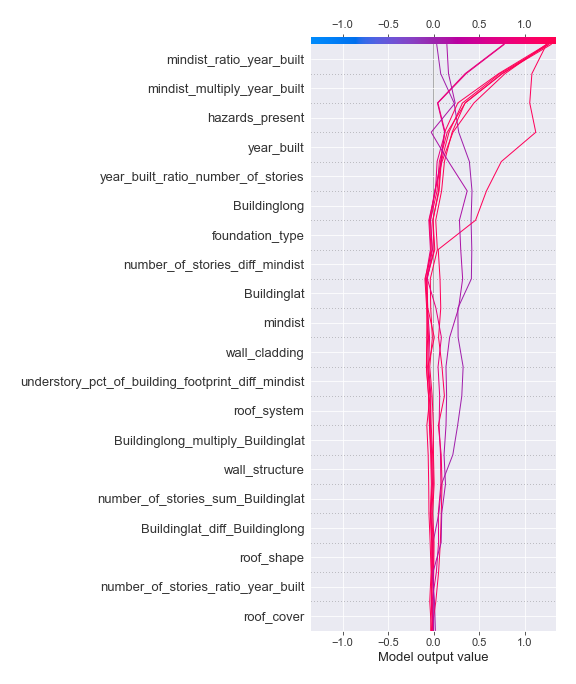 −1.0 −0.5 0.0 0.5 1.0
mindist_ratio_year_built
mindist_multiply_year_built
hazards_present
year_built
year_built_ratio_number_of_stories
Buildinglong
foundation_type
number_of_stories_diff_mindist
Buildinglat
mindist
wall_cladding
understory_pct_of_building_footprint_diff_mindist
roof_system
Buildinglong_multiply_Buildinglat
wall_structure
number_of_stories_sum_Buildinglat
Buildinglat_diff_Buildinglong
roof_shape
number_of_stories_ratio_year_built
roof_cover
−1.0 −0.5 0.0 0.5 1.0
Model output value